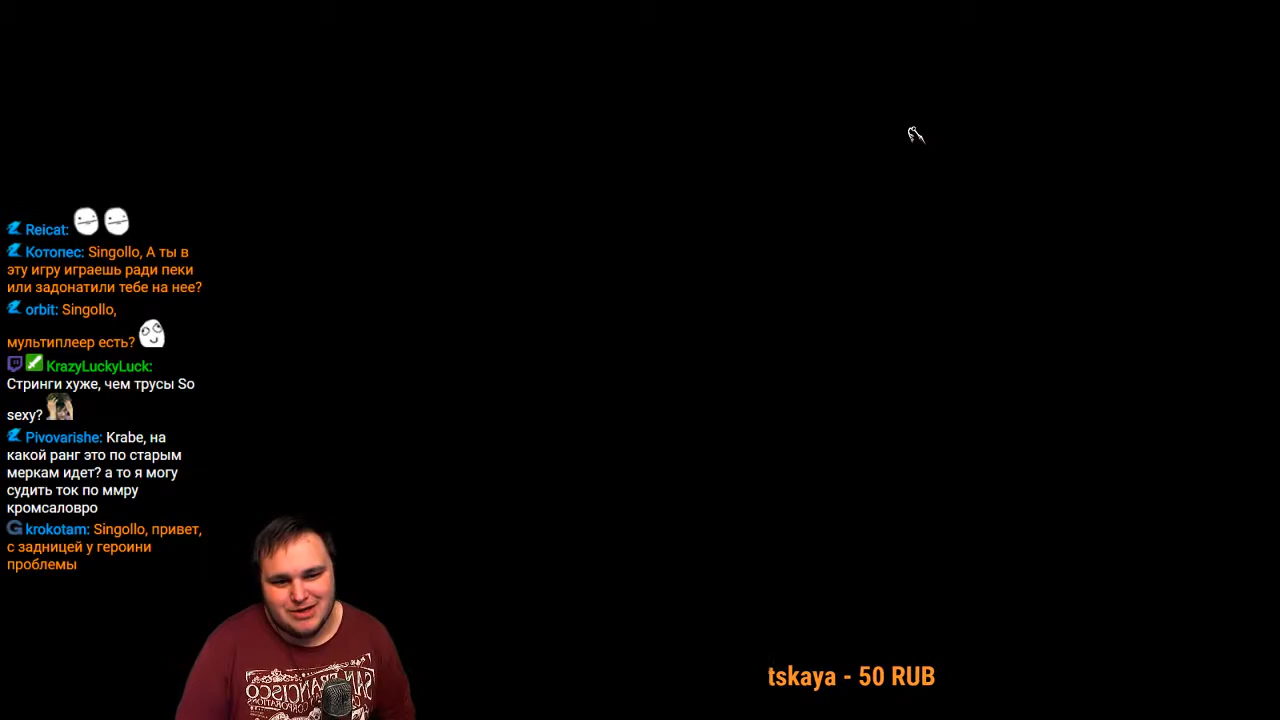 Reicat:
Котопес: Singollo, А ты в
эту игру играешь ради пеки
или задонатили тебе на нее?
orbit: Singollo,
мультиплеер есть?
KrazyLuckyLuck:
Стринги хуже, чем трусы So
sexy?
Pivovarishe: Krabe, на
какой ранг это по старым
меркам идет? а то я могу
судить ток по ммру
кромсаловро
krokotam: Singollo, привет,
с задницей у героини
проблемы
tskaya - 50 RUB